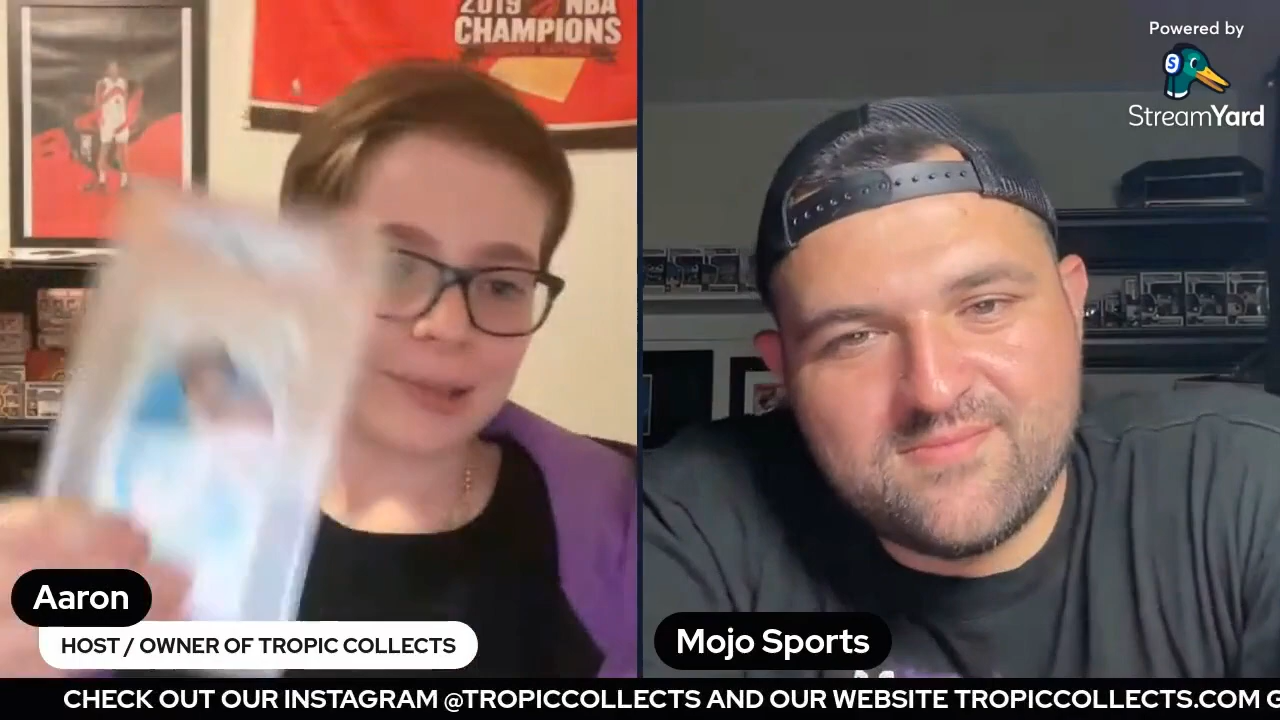 2019 NBA
CHAMPIONS
Powered by
S
StreamYard
Aaron
HOST / OWNER OF TROPIC COLLECTS
Mojo Sports
CHECK OUT OUR INSTAGRAM @TROPICCOLLECTS AND OUR WEBSITE TROPICCOLLECTS.COM G